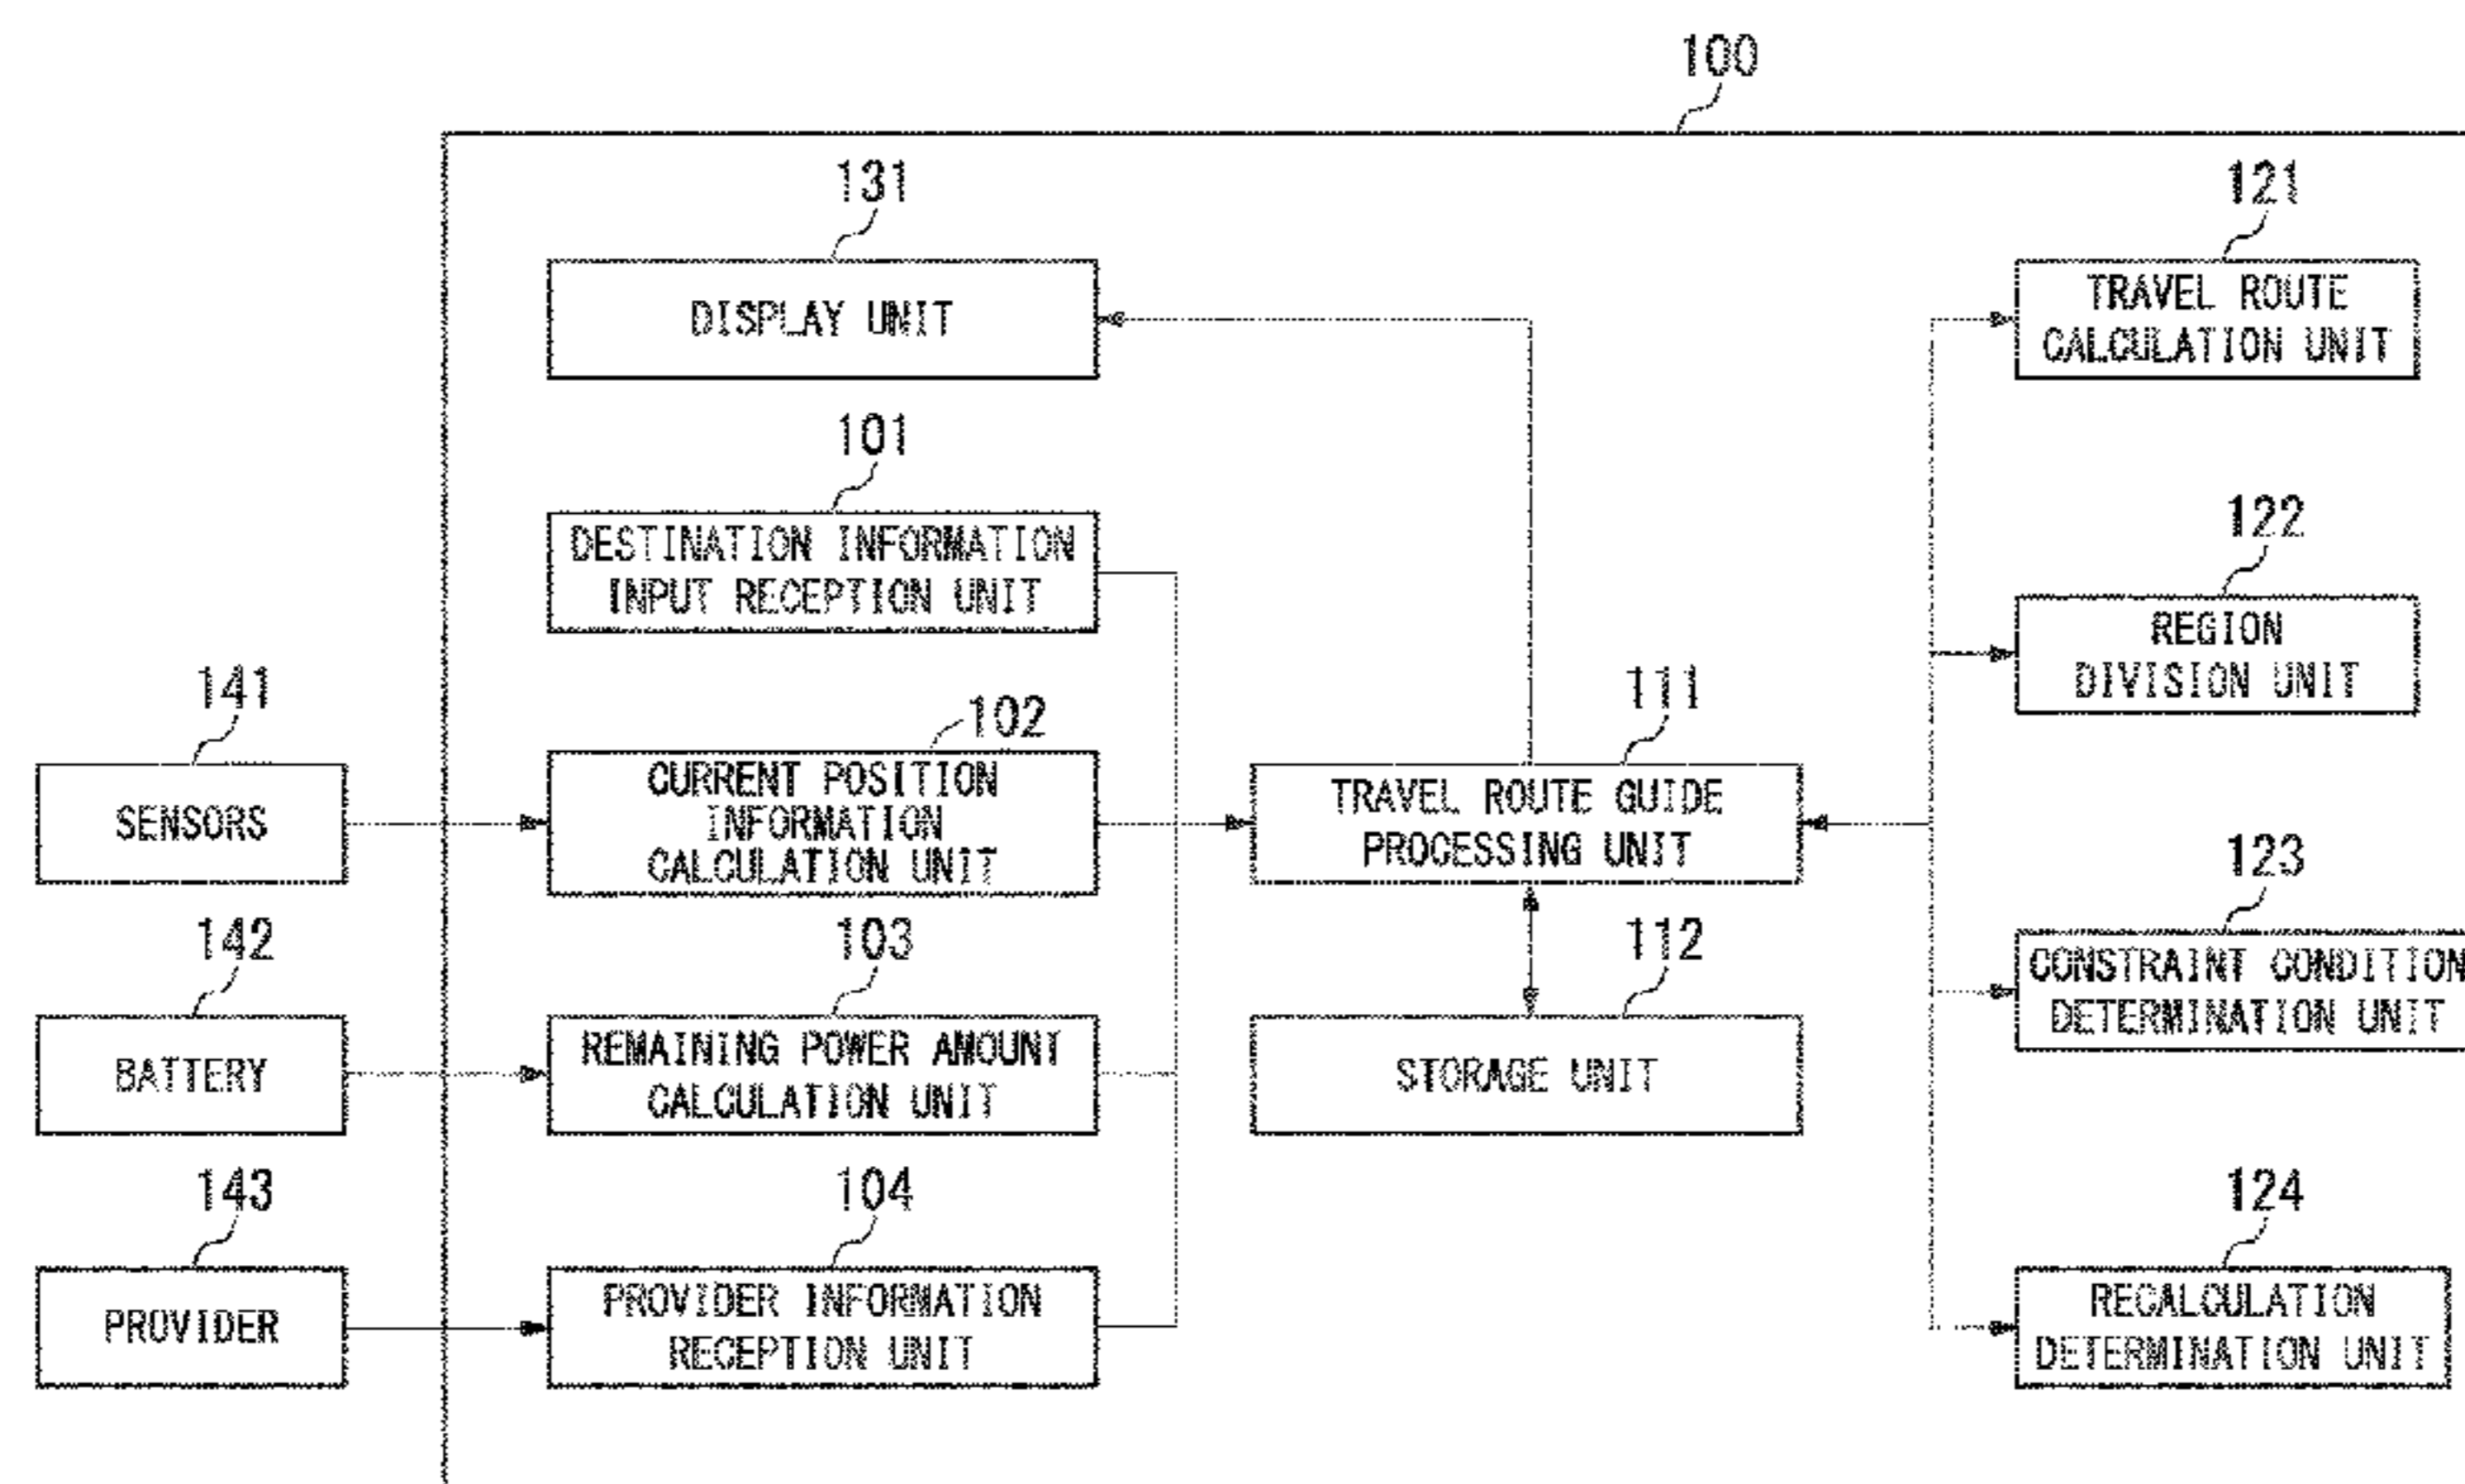 100
131
DISPLAY UNIT
121
TRAVEL ROUTE
CALCULATION UNIT
101
DESTINATION INFORMATION
INPUT RECEPTION UNIT
122
REGION
DIVISION UNIT
141
SENSORS
102
CURRENT POSITION
INFORMATION
CALCULATION UNIT
111
TRAVEL ROUTE GUIDE
PROCESSING UNIT
123
CONSTRAINT CONDITION
DETERMINATION UNIT
142
BATTERY
103
REMAINING POWER AMOUNT
CALCULATION UNIT
112
STORAGE UNIT
143
PROVIDER
104
PROVIDER INFORMATION
RECEPTION UNIT
124
RECALCULATION
DETERMINATION UNIT